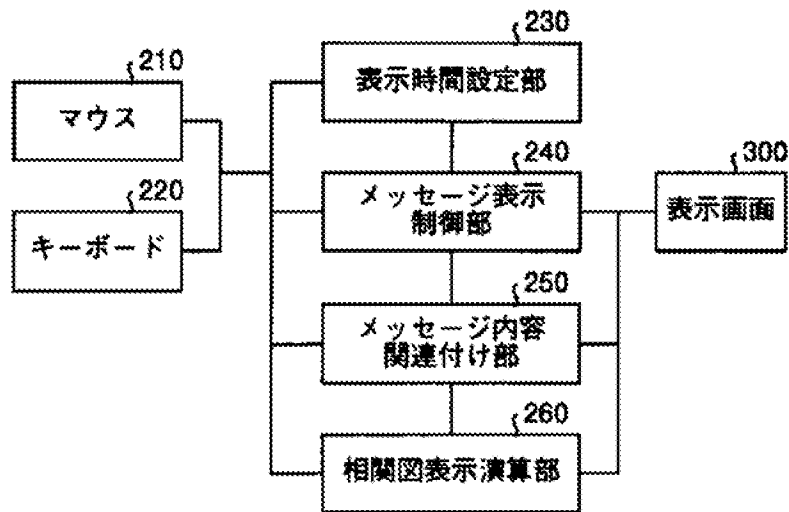 230
表示時間設定部
210
マウス
240
メッセージ表示
制御部
300
表示画面
220
キーボード
250
メッセージ内容
関連付け部
260
相関図表示演算部